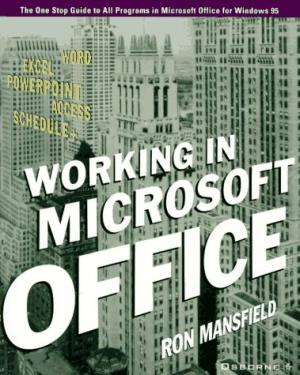 The One Stop Guide to All Programs in Microsoft Office for Windows 95
WORD
EXCEL
POWERPOINT
ACCESS
SCHEDULE+
WORKING IN
MICROSOFT
OFFICE
RON MANSFIELD
OSBORNE